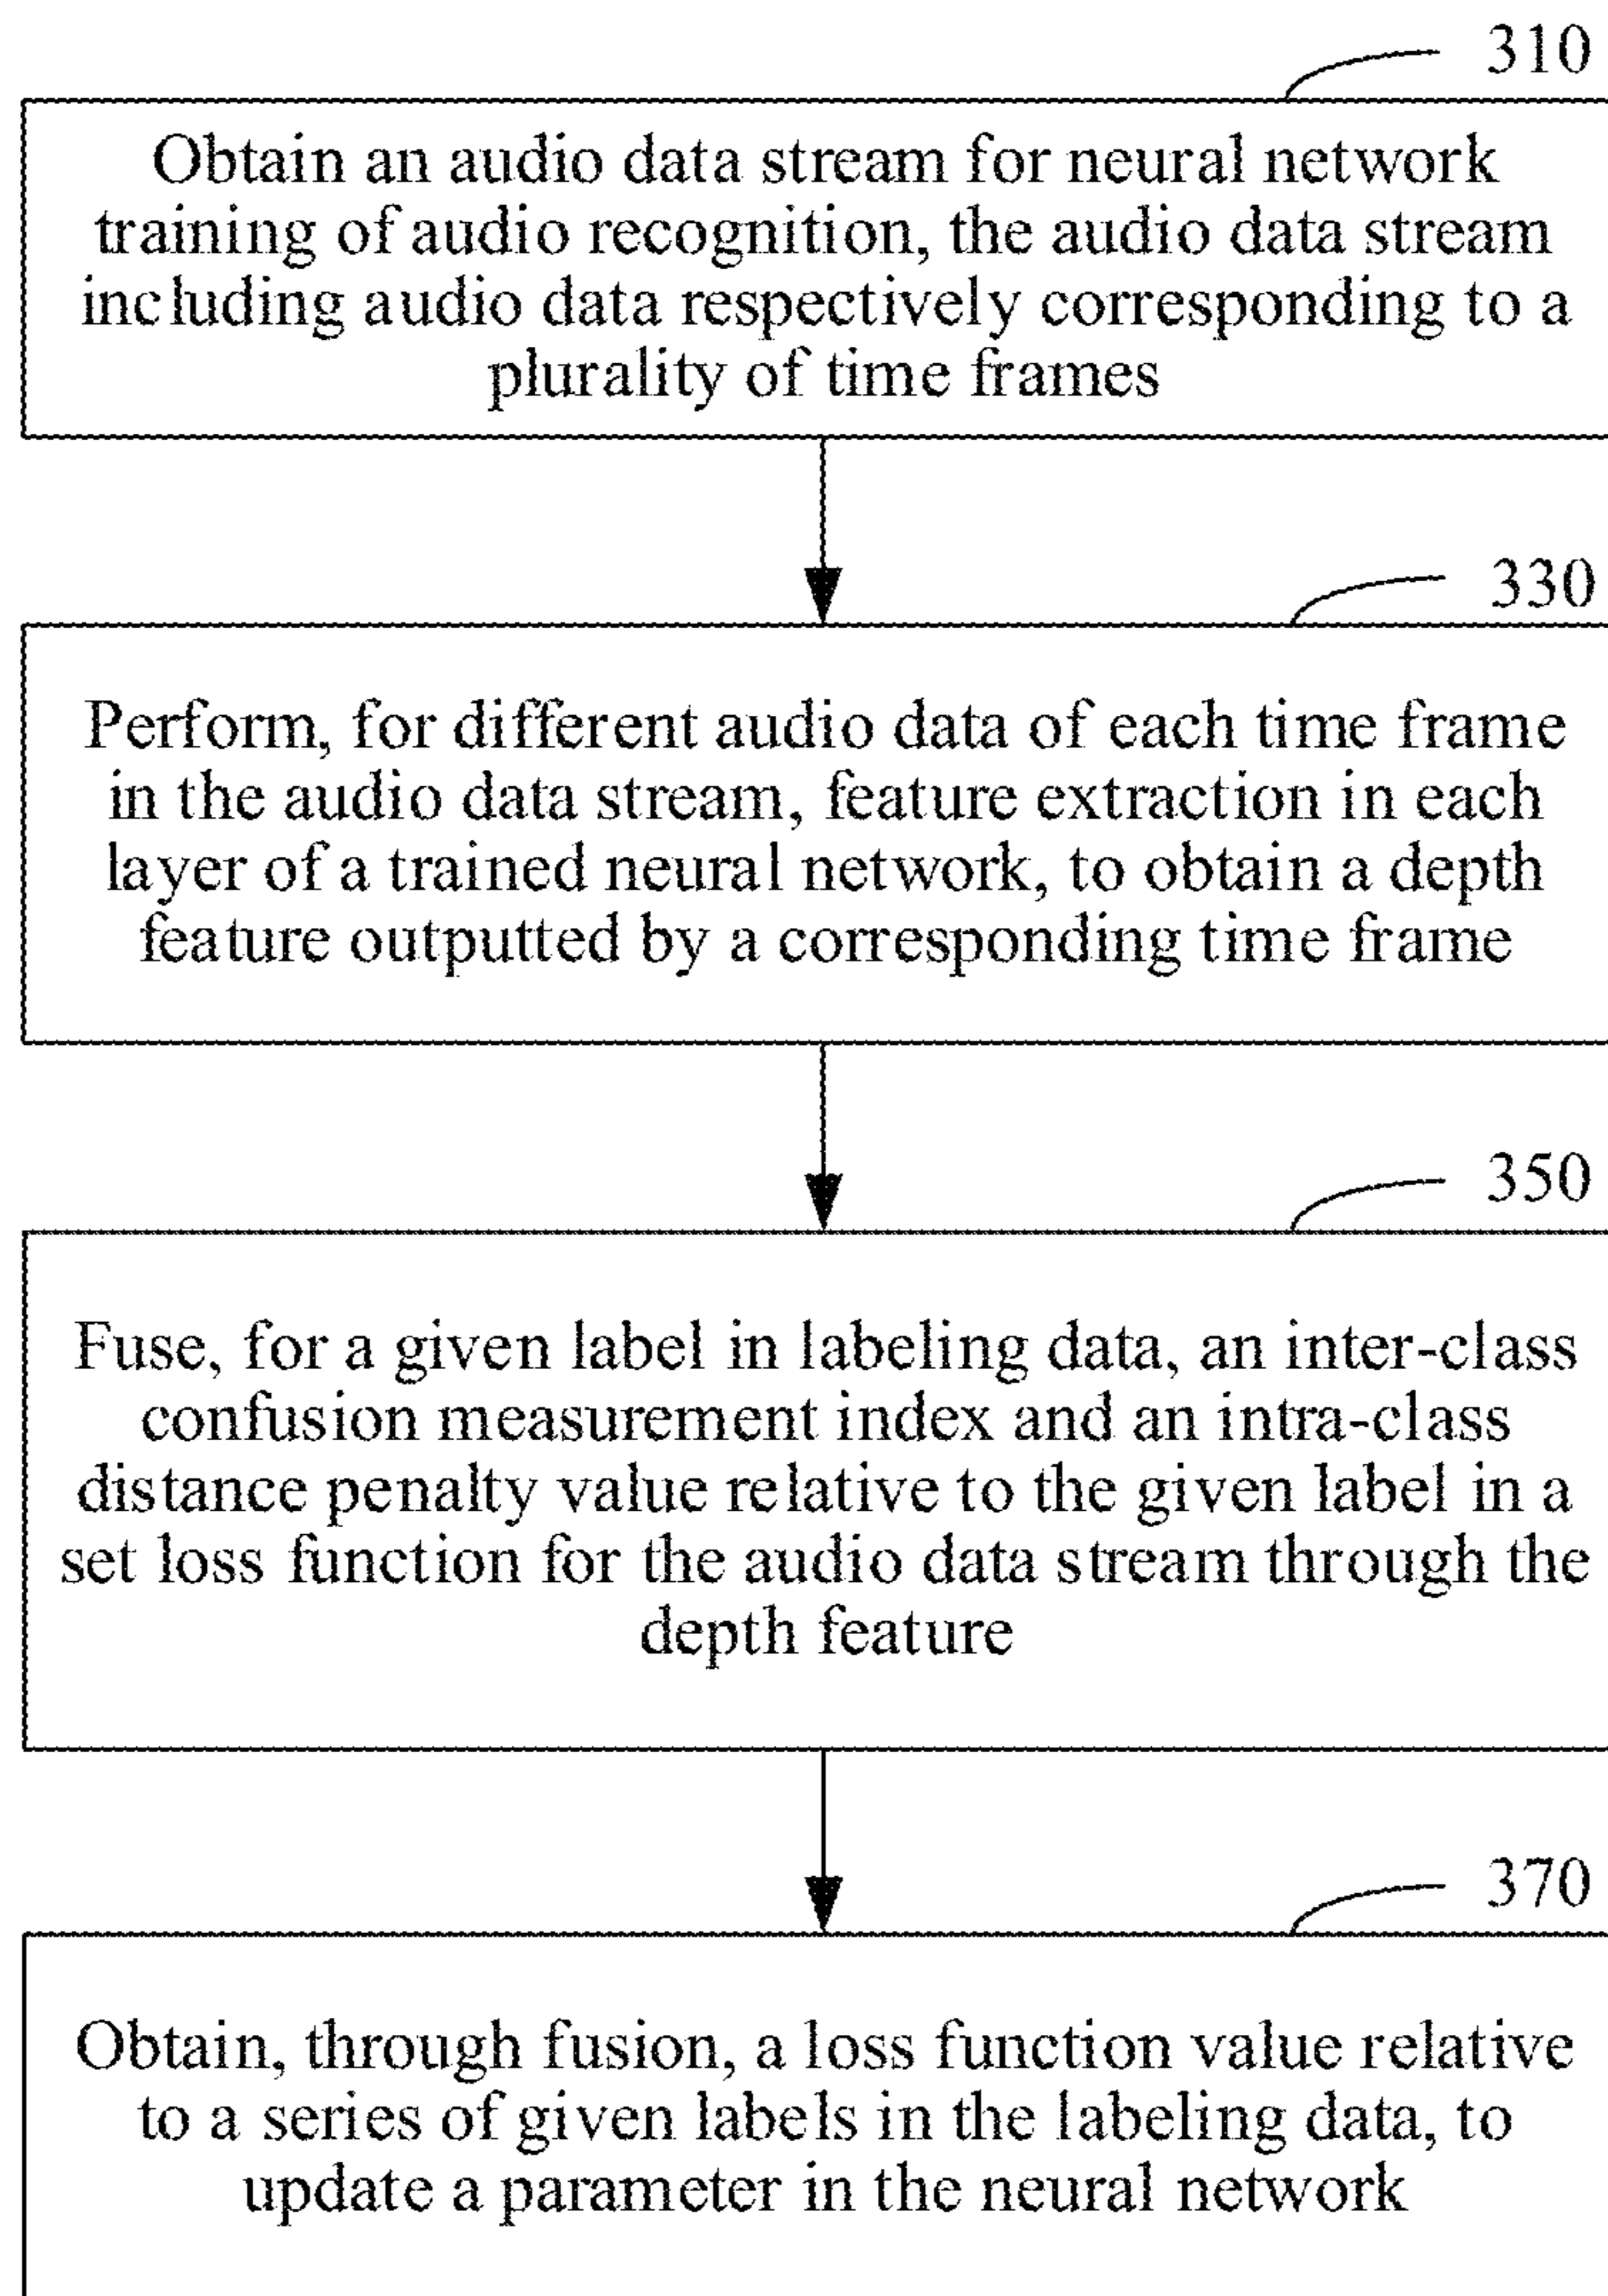 310
Obtain an audio data stream for neural network
training of audio recognition, the audio data stream
including audio data respectively corresponding to a
plurality of time frames
330
Perform, for different audio data of each time frame
in the audio data stream, feature extraction in each
layer of a trained neural network, to obtain a depth
feature outputted by a corresponding time frame
350
Fuse, for a given label in labeling data, an inter-class
confusion measurement index and an intra-class
distance penalty value relative to the given label in a
set loss function for the audio data stream through the
depth feature
370
Obtain, through fusion, a loss function value relative
to a series of given labels in the labeling data, to
update a parameter in the neural network